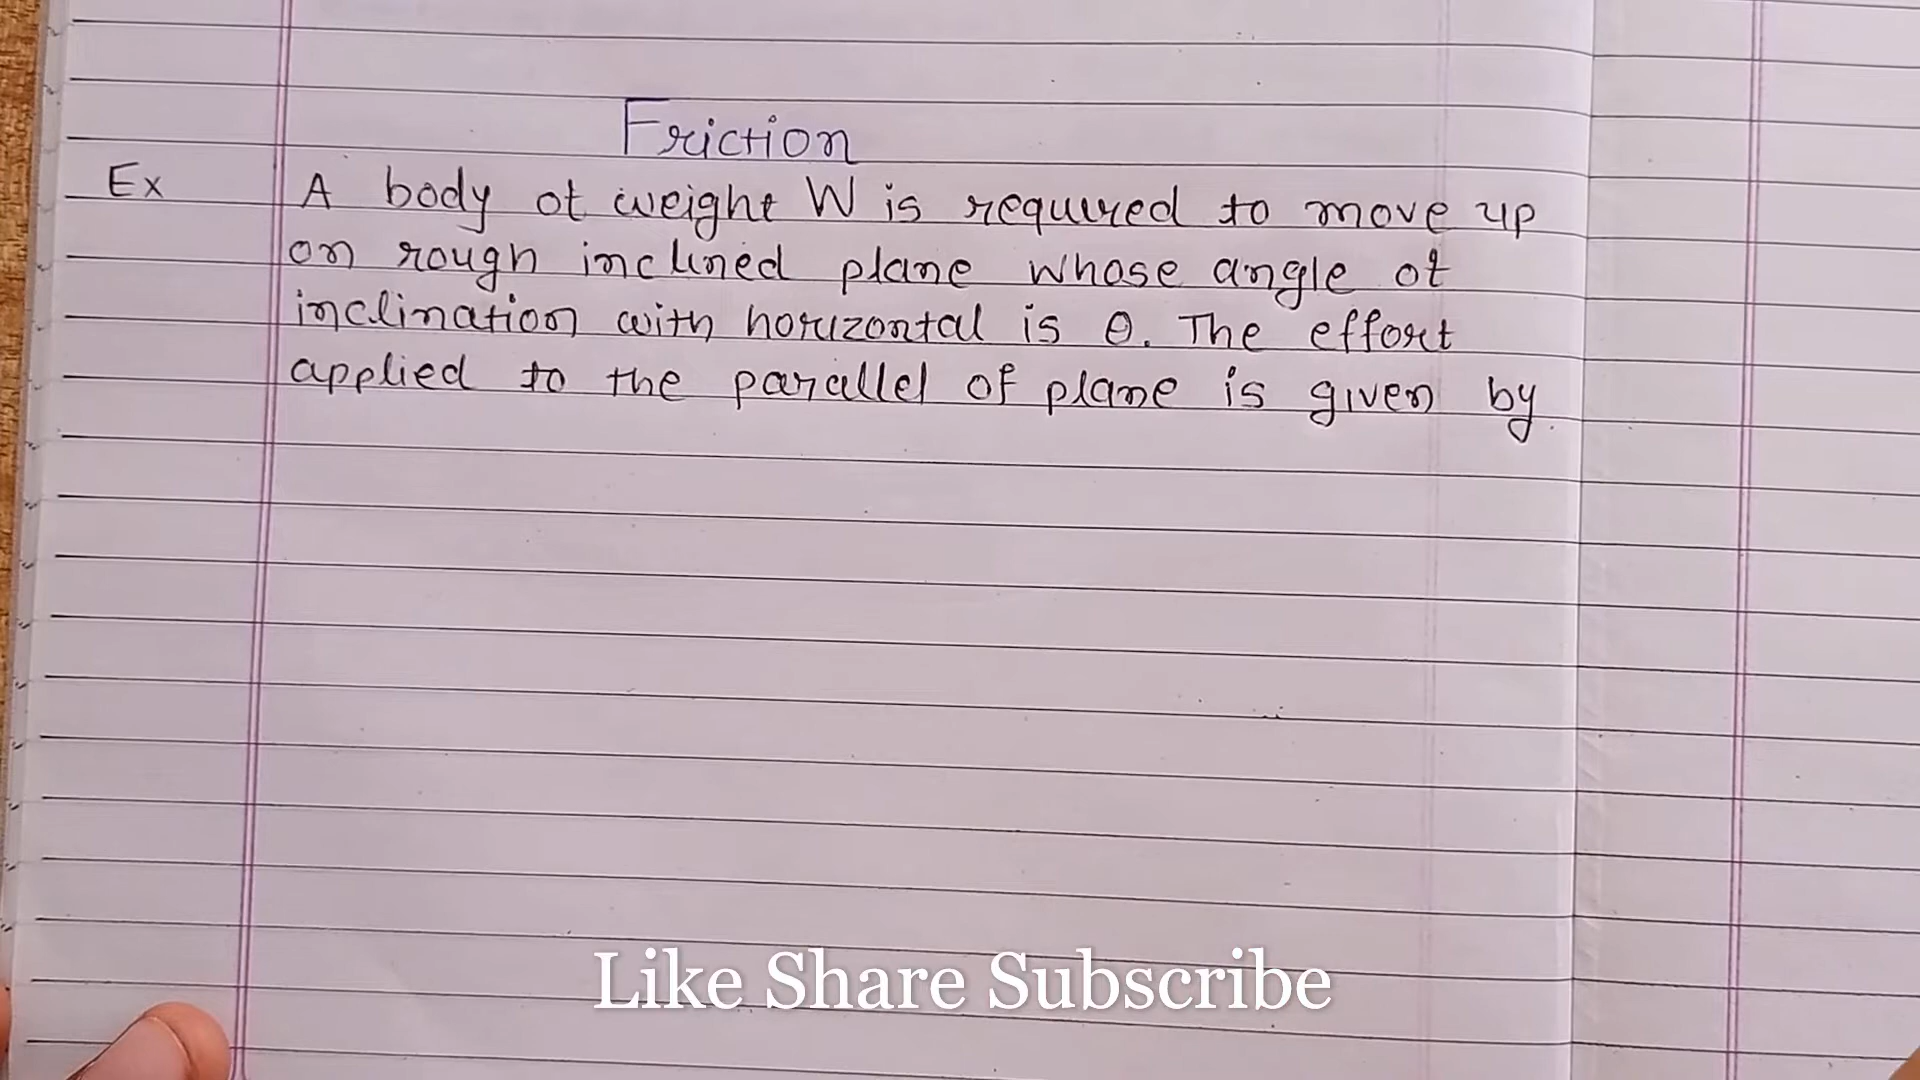 Friction
Ex A body of weight W is required to move up
on rough inclined plane whose angle of
inclination with horizontal is θ. The effort
applied to the parallel of plane is given by
Like Share Subscribe